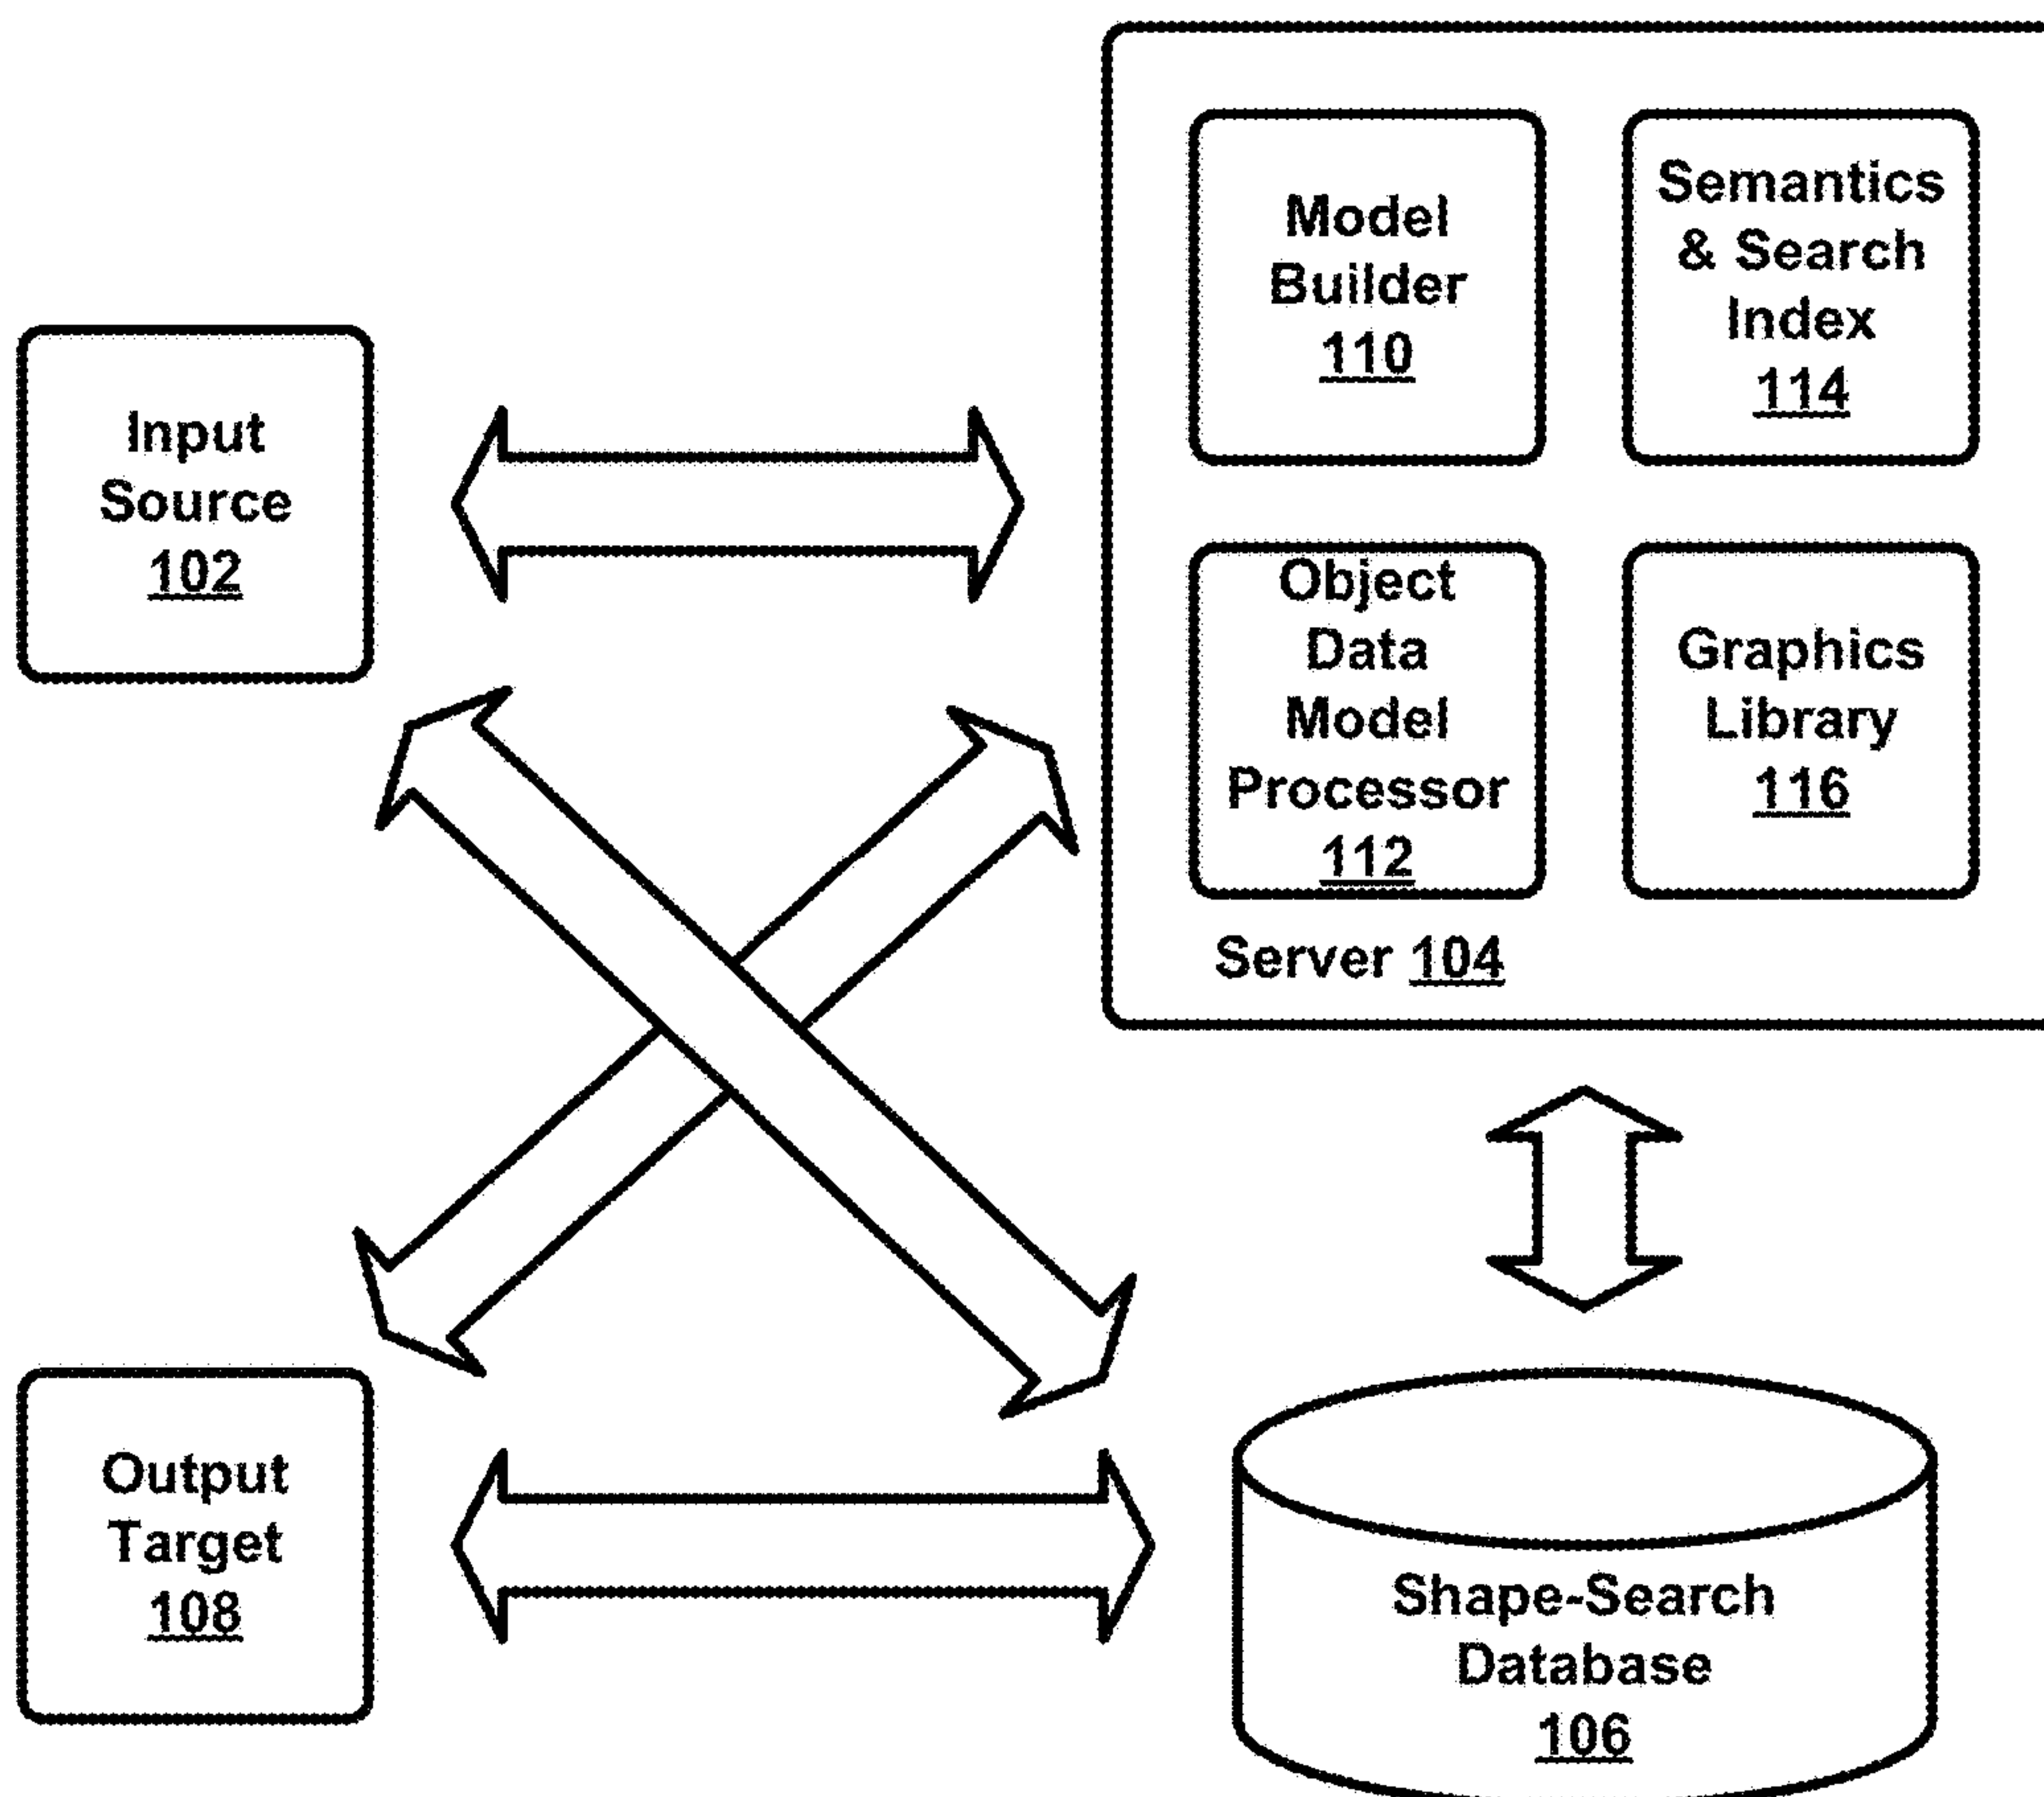 Model
Builder
110
Semantics
& Search
Index
114
Input
Source
102
Object
Data
Model
Processor
112
Graphics
Library
116
Server 104
Output
Target
108
Shape-Search
Database
106